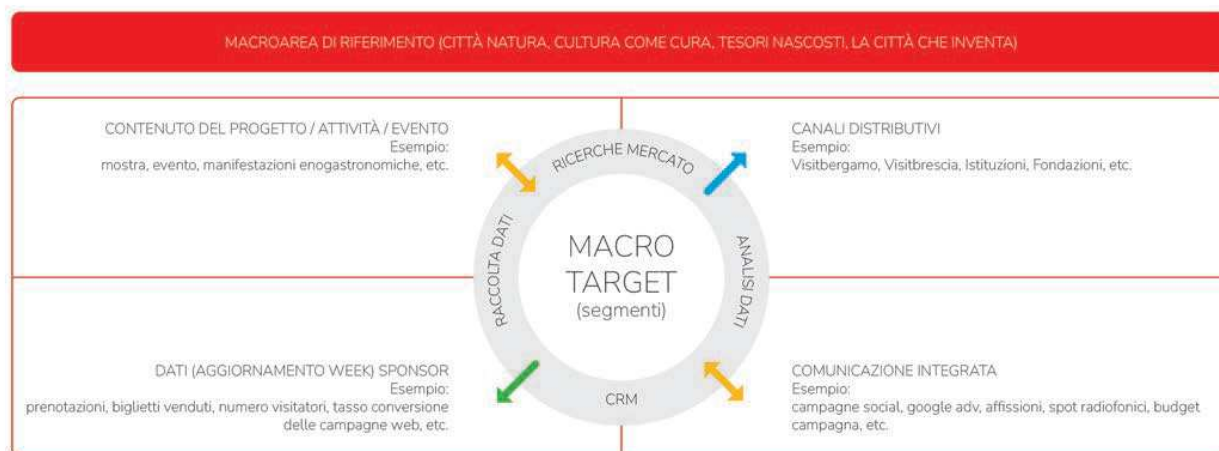 MACROAREA DI RIFERIMENTO (CITTÀ NATURA, CULTURA COME CURA, TESORI NASCOSTI, LA CITTÀ CHE INVENTA)
CONTENUTO DEL PROGETTO / ATTIVITÀ / EVENTO
Esempio:
mostra, evento, manifestazioni enogastronomiche, etc.
CANALI DISTRIBUTIVI
Esempio:
Visitbergamo, Visitbrescia, Istituzioni, Fondazioni, etc.
RICERCHE MERCATO
RACCOLTA DATI
ANALISI DATI
MACRO
TARGET
(segmenti)
CRM
DATI (AGGIORNAMENTO WEEK) SPONSOR
Esempio:
prenotazioni, biglietti venduti, numero visitatori, tasso conversione
delle campagne web, etc.
COMUNICAZIONE INTEGRATA
Esempio:
campagne social, google adv, affissioni, spot radiofonici, budget
campagna, etc.